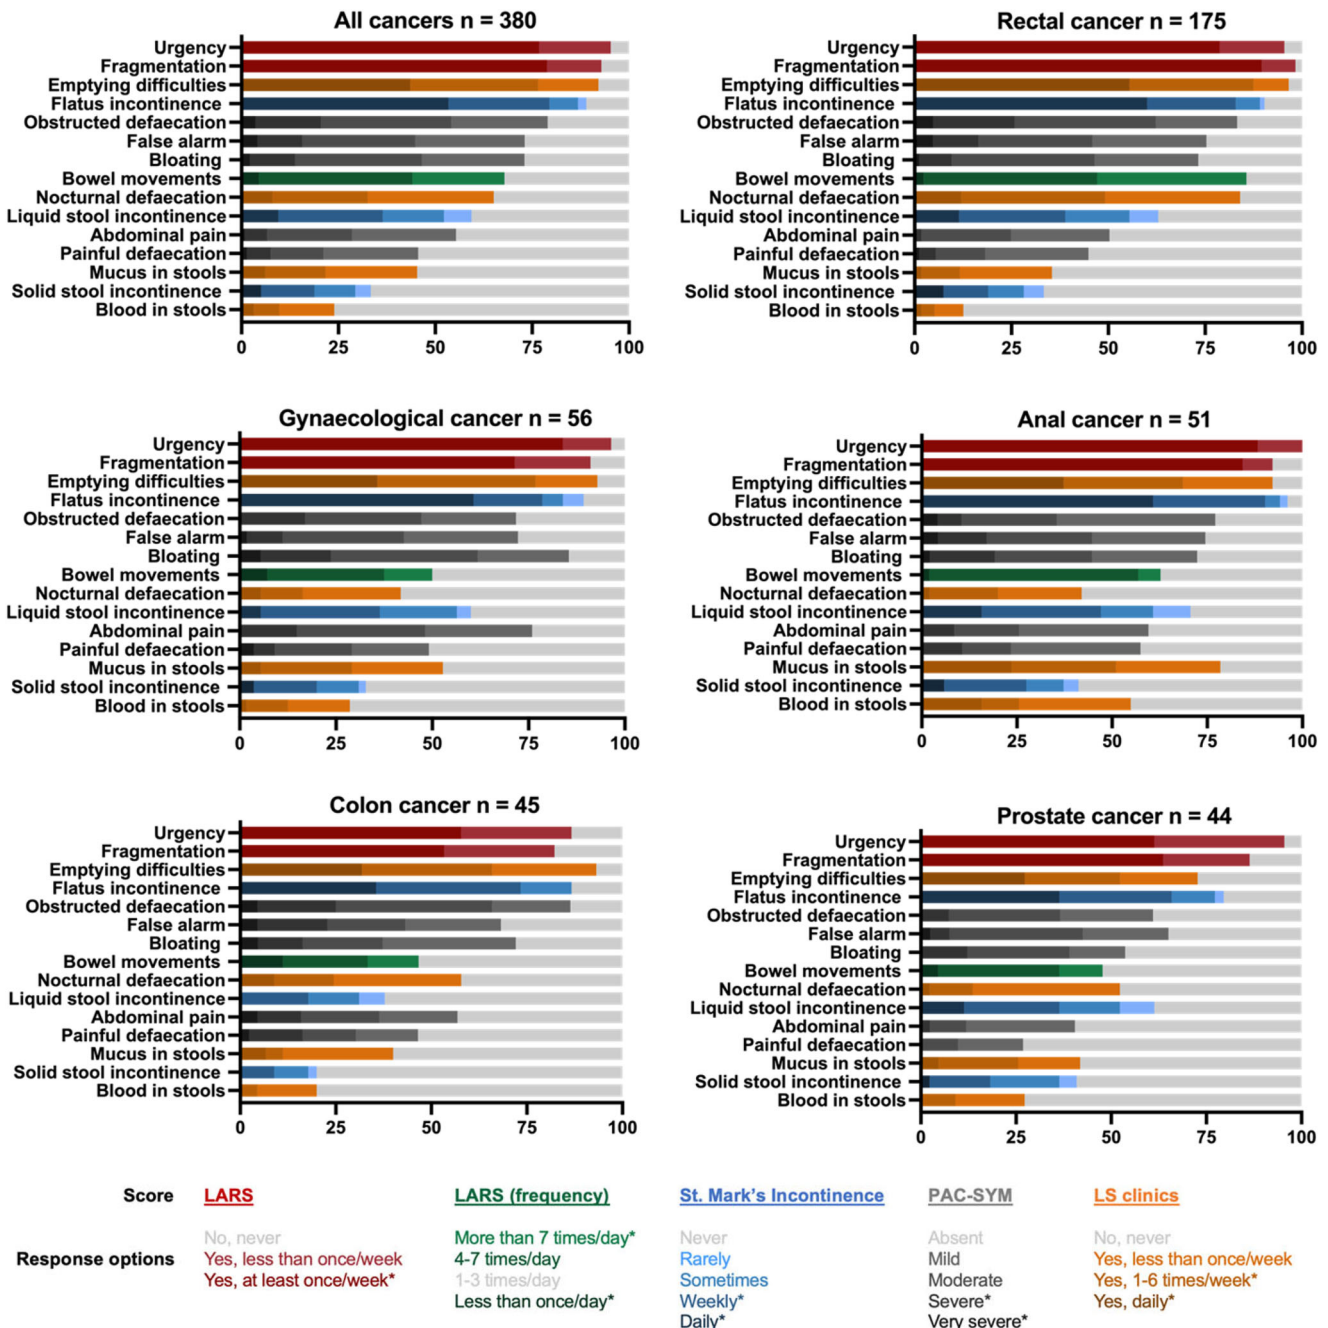 All cancers n = 380
Urgency
Fragmentation
Emptying difficulties
Flatus incontinence
Obstructed defaecation
False alarm
Bloating
Bowel movements
Nocturnal defaecation
Liquid stool incontinence
Abdominal pain
Painful defaecation
Mucus in stools
Solid stool incontinence
Blood in stools
0 25 50 75 100
Rectal cancer n = 175
Urgency
Fragmentation
Emptying difficulties
Flatus incontinence
Obstructed defaecation
False alarm
Bloating
Bowel movements
Nocturnal defaecation
Liquid stool incontinence
Abdominal pain
Painful defaecation
Mucus in stools
Solid stool incontinence
Blood in stools
0 25 50 75 100
Gynaecological cancer n = 56
Urgency
Fragmentation
Emptying difficulties
Flatus incontinence
Obstructed defaecation
False alarm
Bloating
Bowel movements
Nocturnal defaecation
Liquid stool incontinence
Abdominal pain
Painful defaecation
Mucus in stools
Solid stool incontinence
Blood in stools
0 25 50 75 100
Anal cancer n = 51
Urgency
Fragmentation
Emptying difficulties
Flatus incontinence
Obstructed defaecation
False alarm
Bloating
Bowel movements
Nocturnal defaecation
Liquid stool incontinence
Abdominal pain
Painful defaecation
Mucus in stools
Solid stool incontinence
Blood in stools
0 25 50 75 100
Colon cancer n = 45
Urgency
Fragmentation
Emptying difficulties
Flatus incontinence
Obstructed defaecation
False alarm
Bloating
Bowel movements
Nocturnal defaecation
Liquid stool incontinence
Abdominal pain
Painful defaecation
Mucus in stools
Solid stool incontinence
Blood in stools
0 25 50 75 100
Prostate cancer n = 44
Urgency
Fragmentation
Emptying difficulties
Flatus incontinence
Obstructed defaecation
False alarm
Bloating
Bowel movements
Nocturnal defaecation
Liquid stool incontinence
Abdominal pain
Painful defaecation
Mucus in stools
Solid stool incontinence
Blood in stools
0 25 50 75 100
Score LARS LARS (frequency) St. Mark's Incontinence PAC-SYM LS clinics
No, never More than 7 times/day* Never Absent No, never
Response options Yes, less than once/week 4-7 times/day Rarely Mild Yes, less than once/week
Yes, at least once/week* 1-3 times/day Sometimes Moderate Yes, 1-6 times/week*
Less than once/day* Weekly* Severe* Yes, daily*
Daily* Very severe*